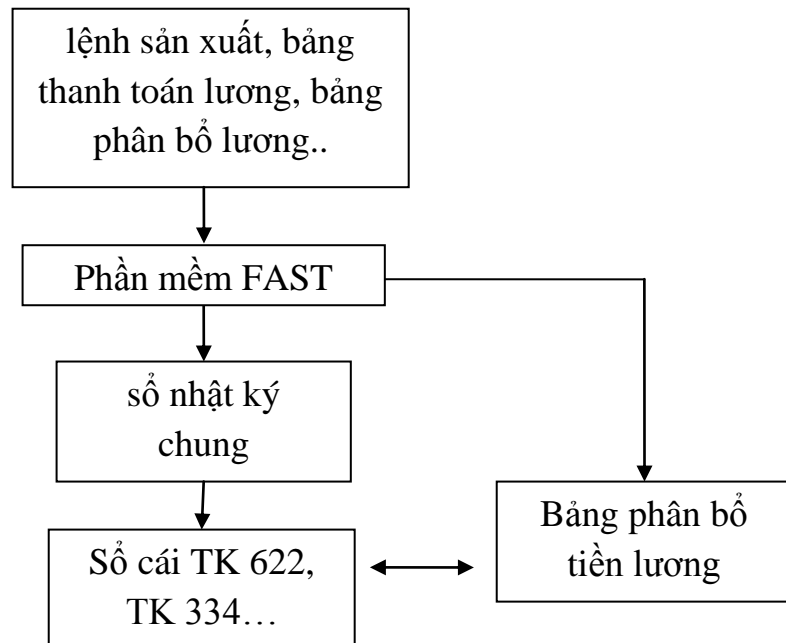 lệnh sản xuất, bảng
thanh toán lương, bảng
phân bổ lương..
Phần mềm FAST
sổ nhật ký
chung
Sổ cái TK 622,
TK 334…
Bảng phân bổ
tiền lương